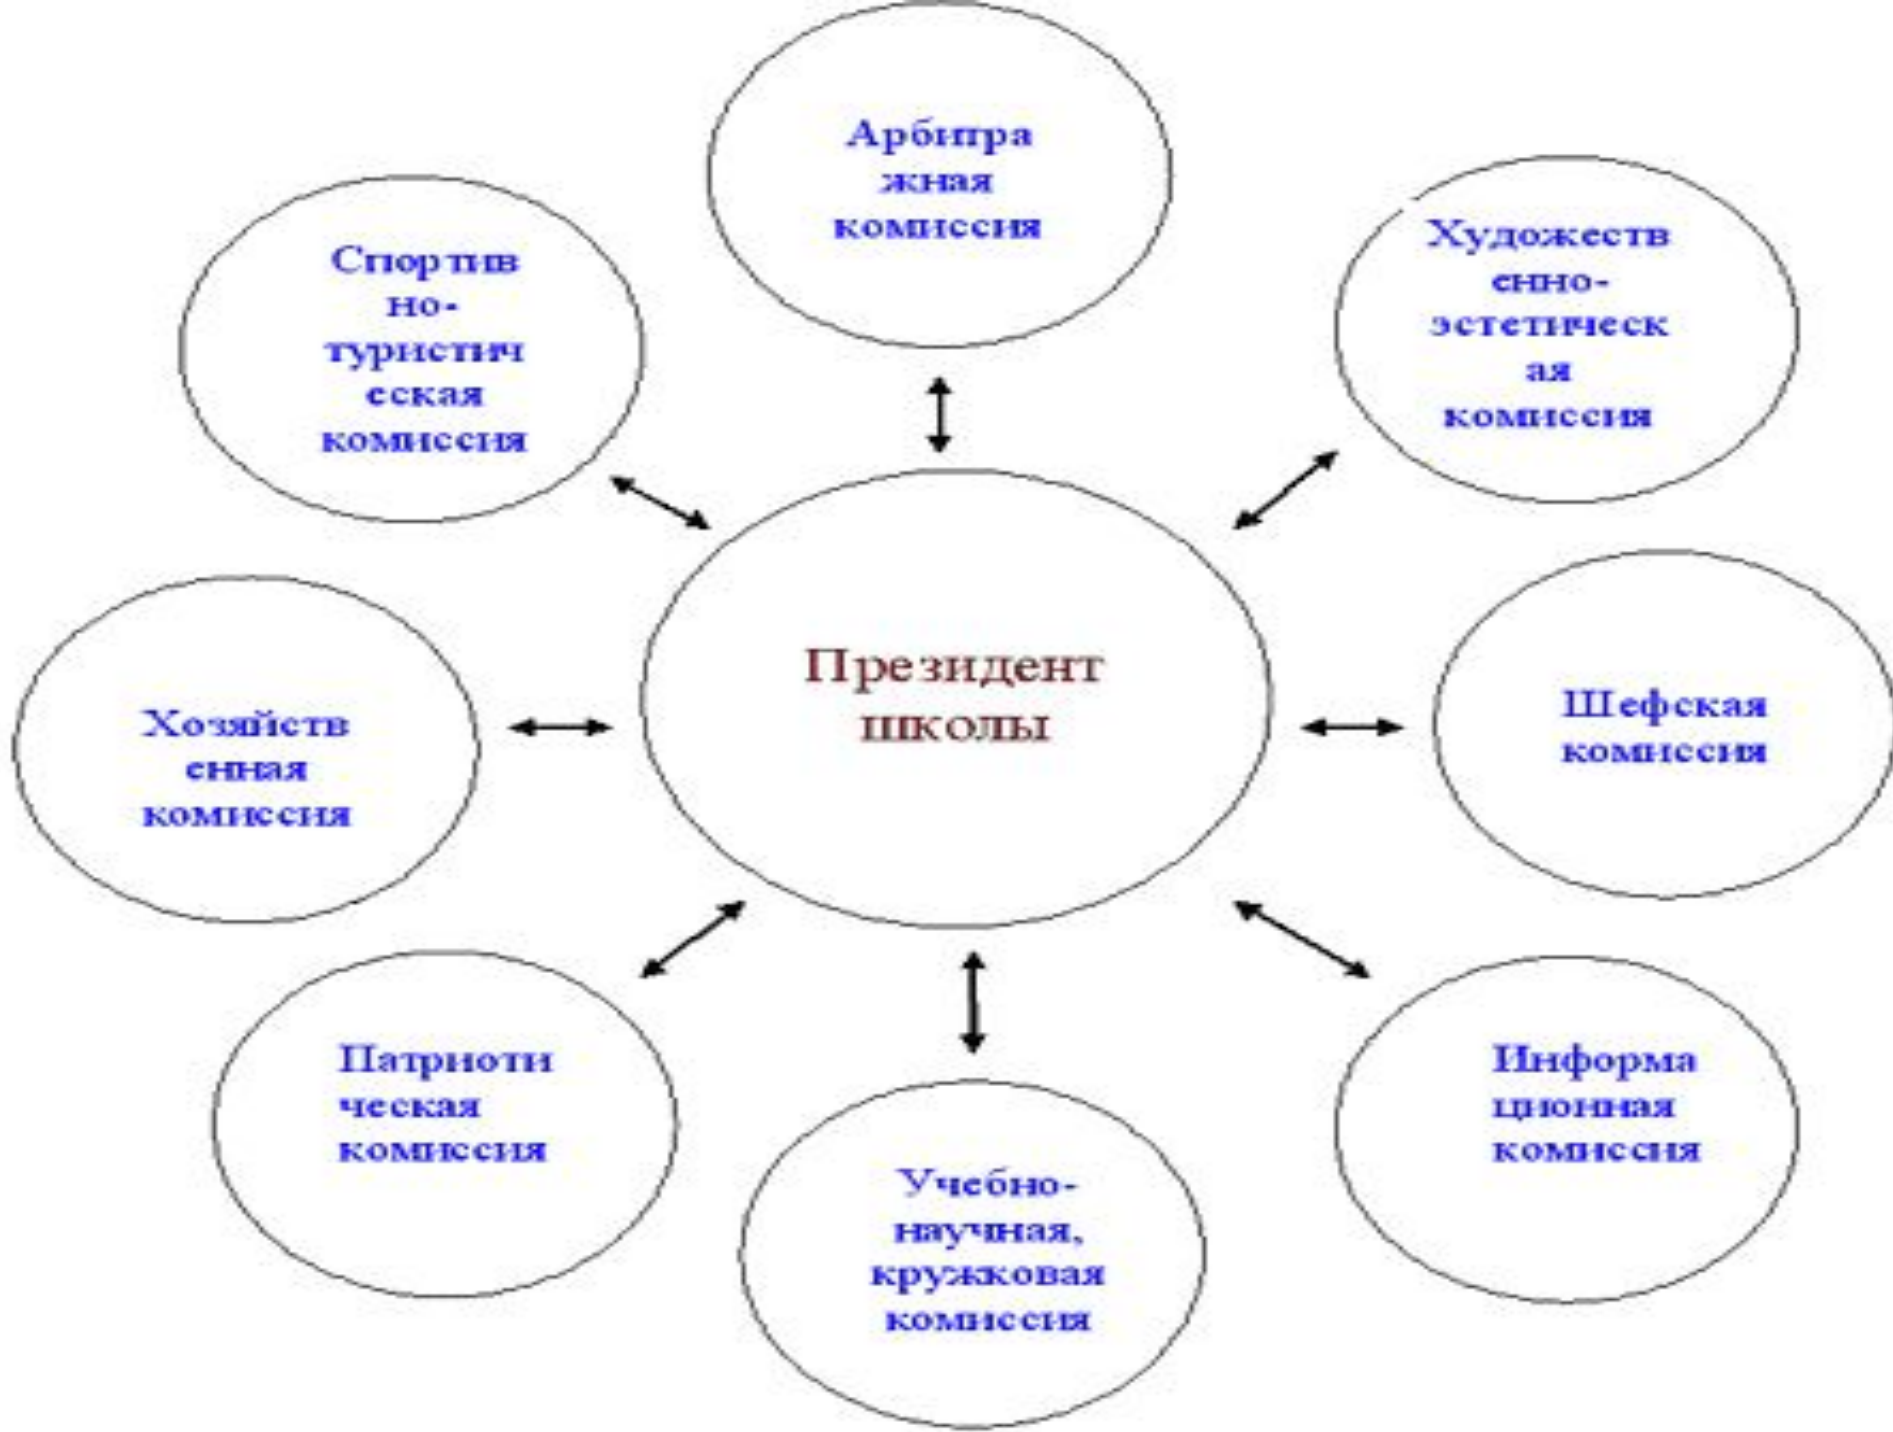 Арбитра
жная
комиссия
Спортив
но-
туристич
еская
комиссия
Художеств
енно-
эстетическ
ая
комиссия
Президент
школы
Хозяйств
енная
комиссия
Шефская
комиссия
Патриоти
ческая
комиссия
Информа
ционная
комиссия
Учебно-
научная,
кружковая
комиссия